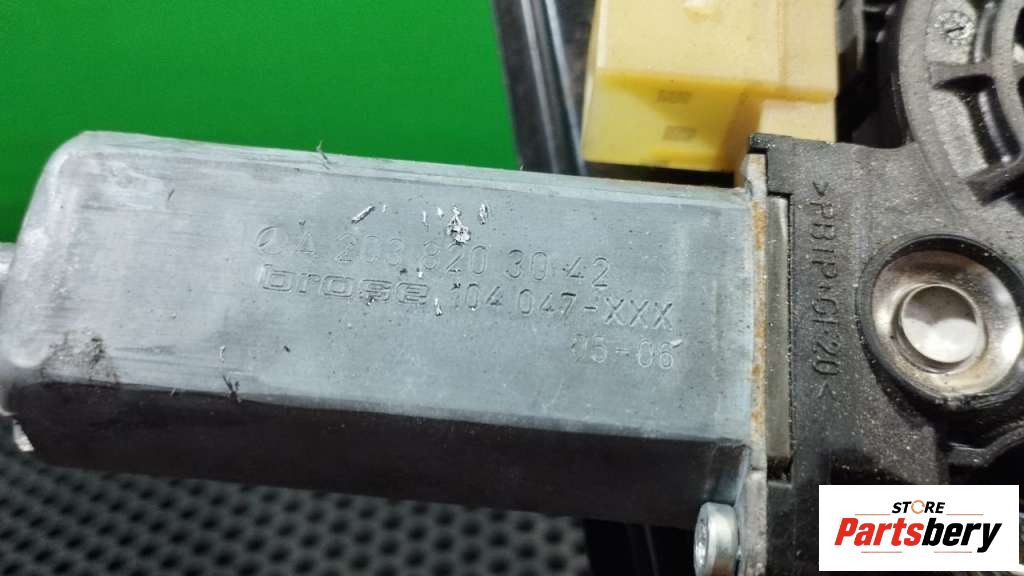 A 203 820 30 42
brose 104 047-XXX
05-06
>PBTP•GF20<
STORE
Partsbery